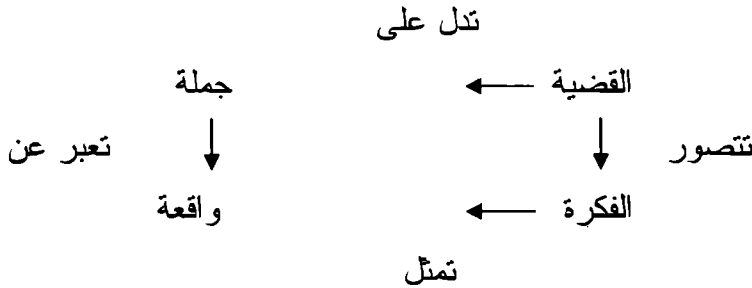 تدل على
القضية جملة
تتصور تعبر عن
الفكرة واقعة
تمثل